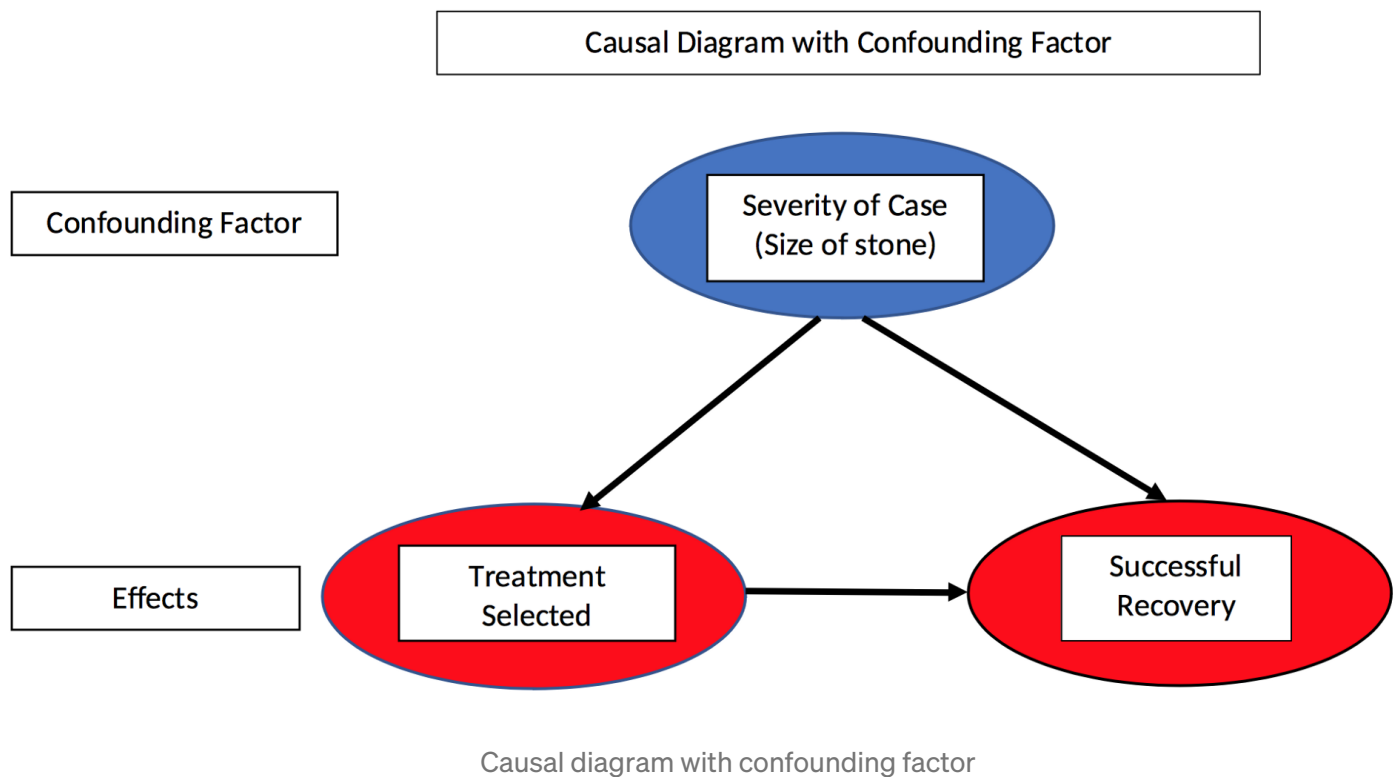 Causal Diagram with Confounding Factor
Confounding Factor
Severity of Case
(Size of stone)
Effects
Treatment
Selected
Successful
Recovery
Causal diagram with confounding factor